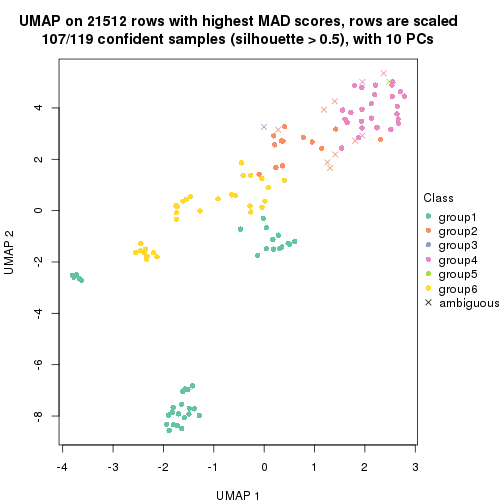 UMAP on 21512 rows with highest MAD scores, rows are scaled
107/119 confident samples (silhouette > 0.5), with 10 PCs
4
2
0
-2
-4
-6
-8
UMAP 2
-4
-3
-2
-1
0
1
2
3
UMAP 1
Class
group1
group2
group3
group4
group5
group6
ambiguous